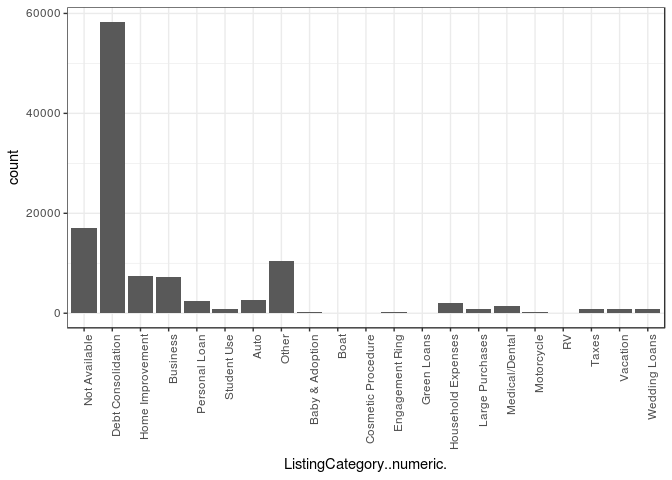 60000
40000
20000
0
count
Not Available
Debt Consolidation
Home Improvement
Business
Personal Loan
Student Use
Auto
Other
Baby & Adoption
Boat
Cosmetic Procedure
Engagement Ring
Green Loans
Household Expenses
Large Purchases
Medical/Dental
Motorcycle
RV
Taxes
Vacation
Wedding Loans
ListingCategory..numeric.